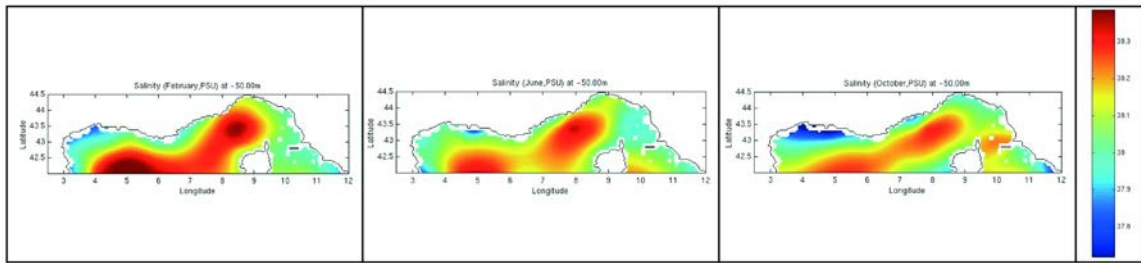 Salinity (February,PSU) at -50.00m
44.5
44
43.5
43
42.5
Latitude
3 4 5 6 7 8 9 10 11 12
Longitude
Salinity (June,PSU) at -50.00m
44.5
44
43.5
43
42.5
Latitude
3 4 5 6 7 8 9 10 11 12
Longitude
Salinity (October,PSU) at -50.00m
44.5
44
43.5
43
42.5
Latitude
3 4 5 6 7 8 9 10 11 12
Longitude
38.3
38.2
38.1
38
37.9
37.8